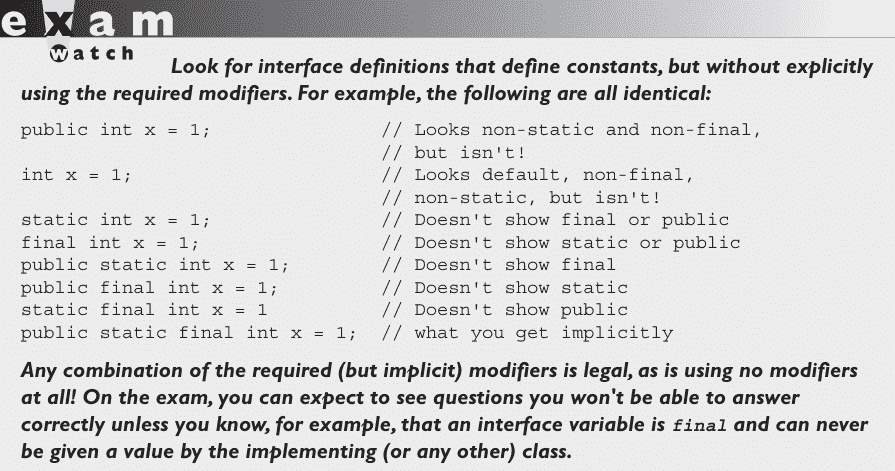 exam
watch
Look for interface definitions that define constants, but without explicitly
using the required modifiers. For example, the following are all identical:
public int x = 1; // Looks non-static and non-final,
// but isn't!
int x = 1; // Looks default, non-final,
// non-static, but isn't!
static int x = 1; // Doesn't show final or public
final int x = 1; // Doesn't show static or public
public static int x = 1; // Doesn't show final
public final int x = 1; // Doesn't show static
static final int x = 1 // Doesn't show public
public static final int x = 1; // what you get implicitly
Any combination of the required (but implicit) modifiers is legal, as is using no modifiers
at all! On the exam, you can expect to see questions you won't be able to answer
correctly unless you know, for example, that an interface variable is final and can never
be given a value by the implementing (or any other) class.